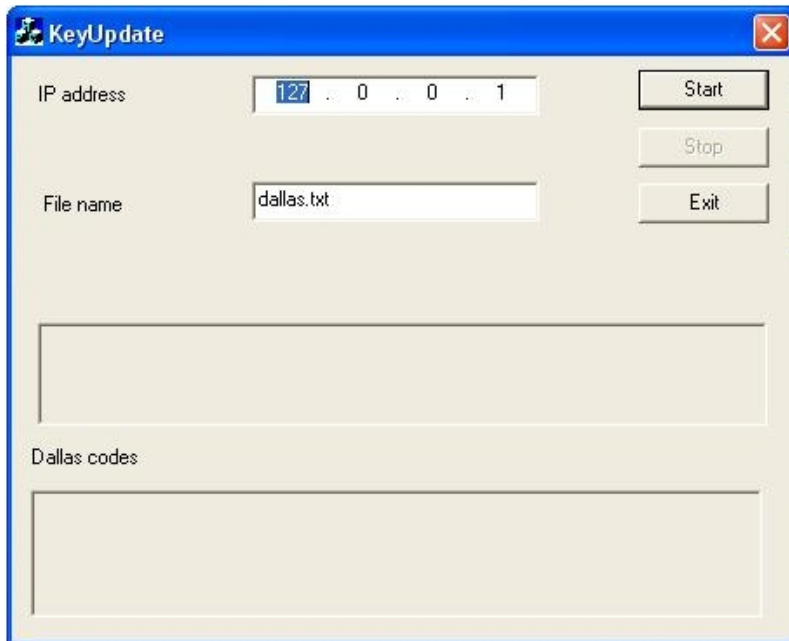 KeyUpdate
IP address 127 . 0 . 0 . 1 Start
Stop
File name dallas.txt Exit
Dallas codes